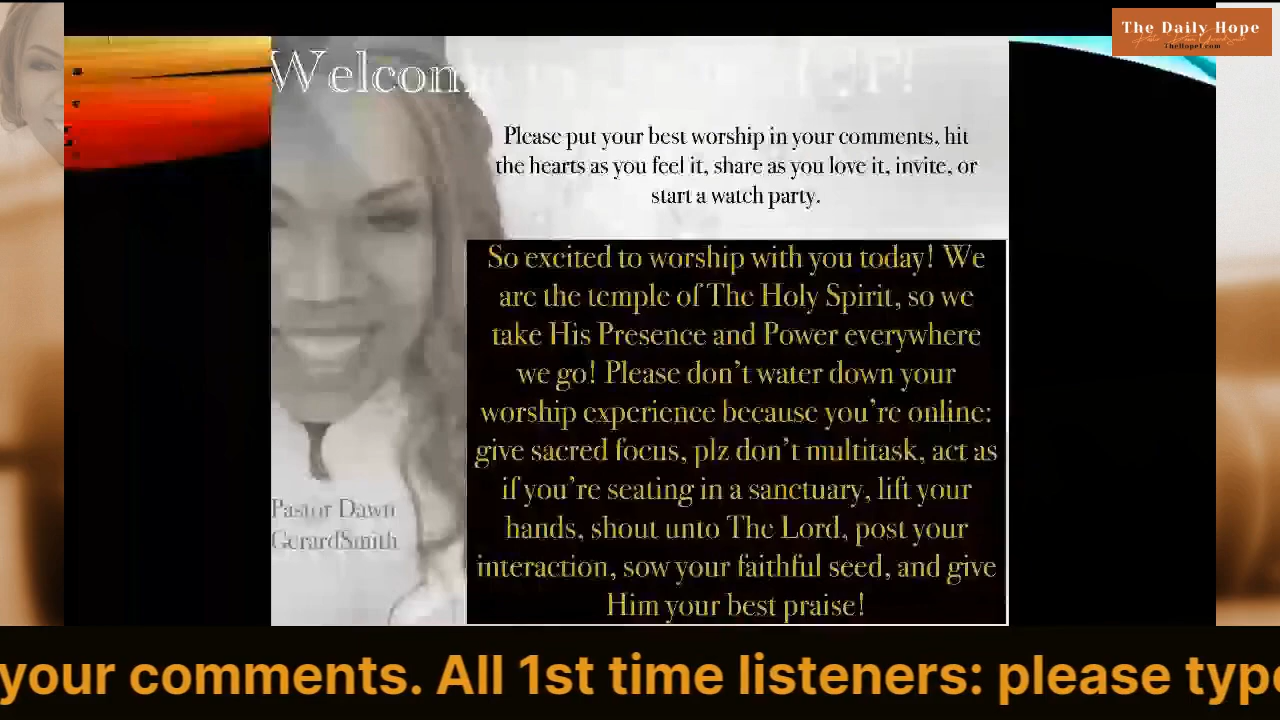 The Daily Hope
TheHope1.com
Welcom
Please put your best worship in your comments, hit
the hearts as you feel it, share as you love it, invite, or
start a watch party.
So excited to worship with you today! We
are the temple of The Holy Spirit, so we
take His Presence and Power everywhere
we go! Please don’t water down your
worship experience because you’re online:
give sacred focus, plz don’t multitask, act as
if you’re seating in a sanctuary, lift your
hands, shout unto The Lord, post your
interaction, sow your faithful seed, and give
Him your best praise!
Pastor Dawn
GerardSmith
your comments. All 1st time listeners: please type